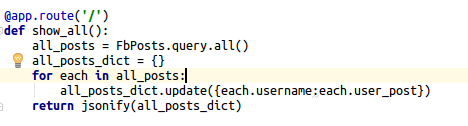 @app.route('/')
def show_all():
    all_posts = FbPosts.query.all()
    all_posts_dict = {}
    for each in all_posts:
        all_posts_dict.update({each.username:each.user_post})
    return jsonify(all_posts_dict)